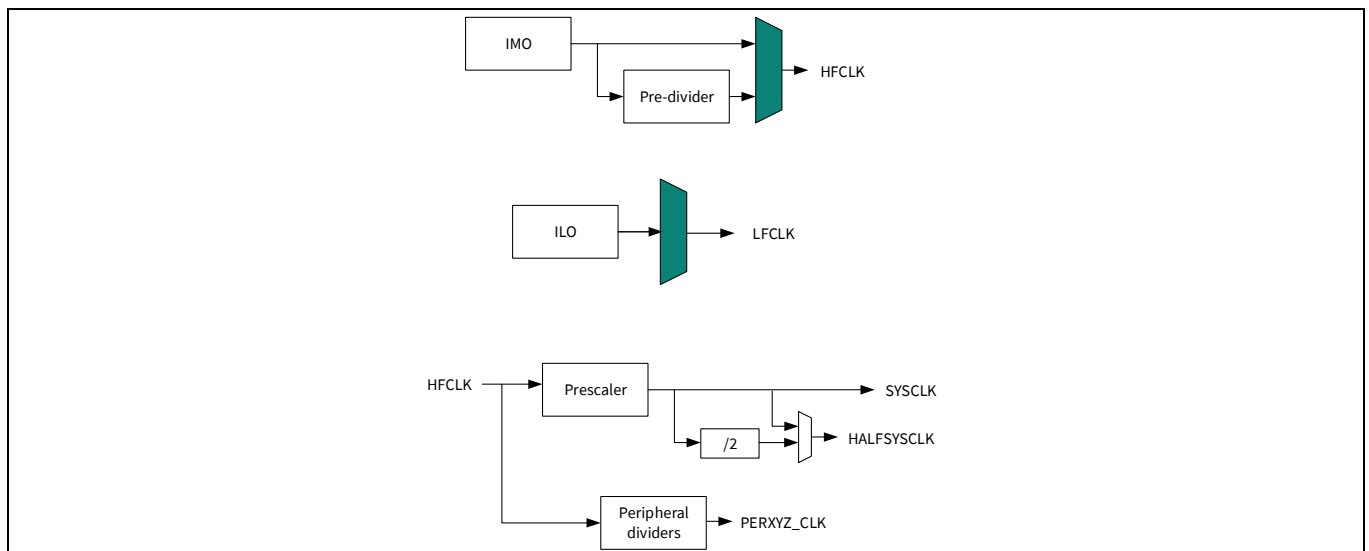 IMO
HFCLK
Pre-divider
ILO
LFCLK
HFCLK
Prescaler
SYSCLK
/2
HALFSYSCLK
Peripheral
dividers
PERXYZ_CLK